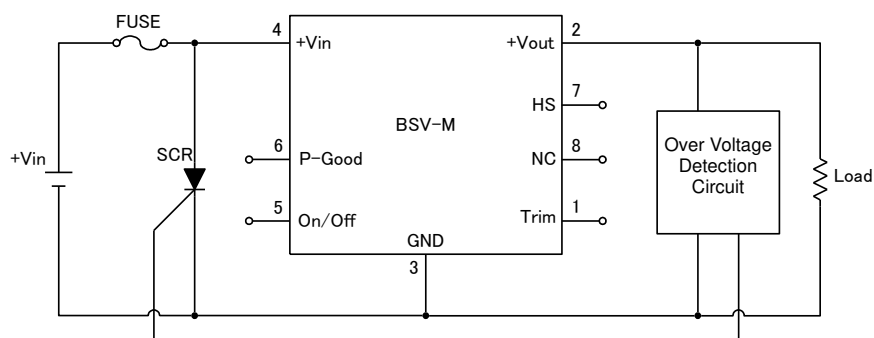 FUSE
4
+Vin
+Vout
2
HS
7
BSV-M
+Vin
SCR
6
P-Good
NC
8
Over Voltage
Detection
Circuit
Load
5
On/Off
Trim
1
GND
3